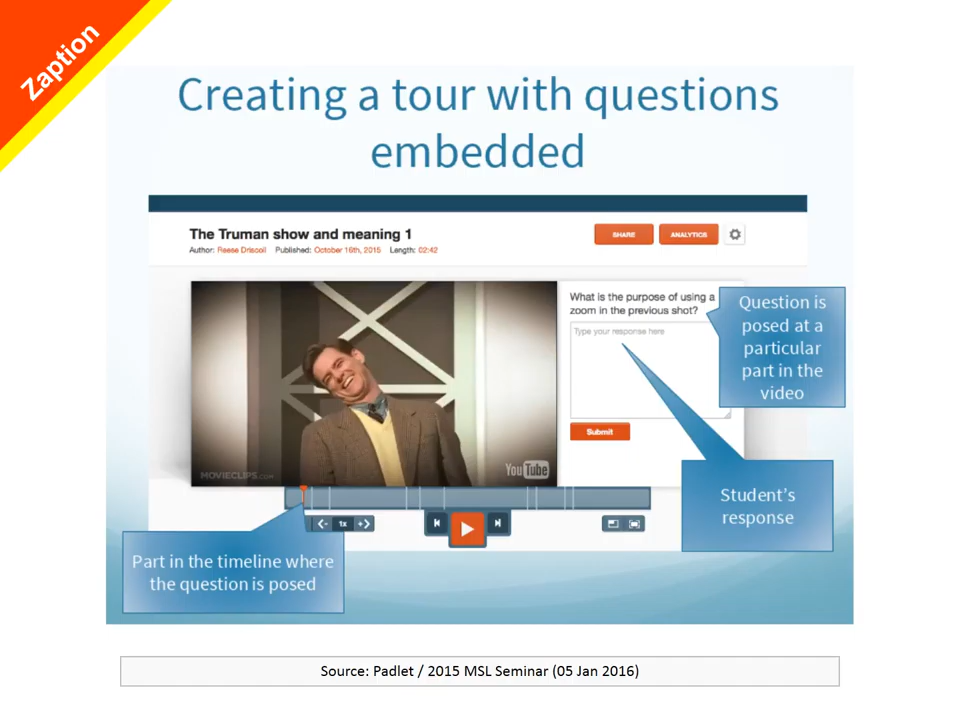 Zaption
Creating a tour with questions
embedded
The Truman show and meaning 1
Author: Reese Driscoll Published: October 16th, 2015 Length: 02:42
SHARE
ANALYTICS
What is the purpose of using a
zoom in the previous shot?
Type your response here
Submit
Question is
posed at a
particular
part in the
video
Student's
response
MOVIECLIPS.COM
YouTube
1x
Part in the timeline where
the question is posed
Source: Padlet / 2015 MSL Seminar (05 Jan 2016)